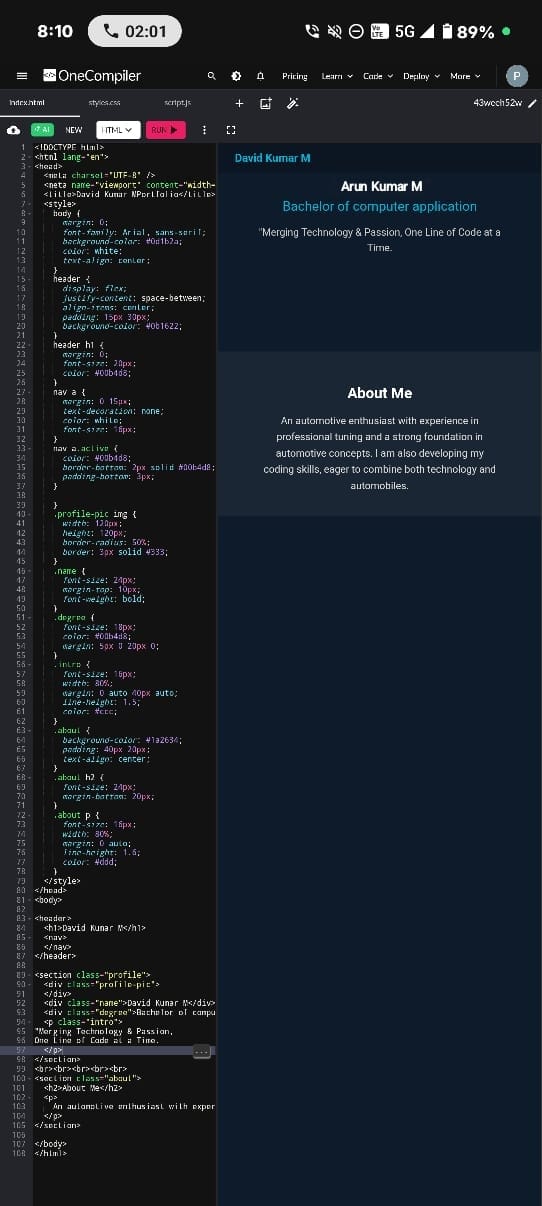 8:10
02:01
Vo
LTE
5G
89%
</> OneCompiler
Pricing
Learn
Code
Deploy
More
P
index.html
styles.css
script.js
43weeh52w
AI
NEW
HTML
RUN
1 <!DOCTYPE html>
2 <html lang="en">
3 <head>
4 <meta charset="UTF-8" />
5 <meta name="viewport" content="width=
6 <title>David Kumar MPortfolio</title>
7 <style>
8 body {
9 margin: 0;
10 font-family: Arial, sans-serif;
11 background-color: #0d1b2a;
12 color: white;
13 text-align: center;
14 }
15 header {
16 display: flex;
17 justify-content: space-between;
18 align-items: center;
19 padding: 15px 30px;
20 background-color: #0b1622;
21 }
22 header h1 {
23 margin: 0;
24 font-size: 20px;
25 color: #00b4d8;
26 }
27 nav a {
28 margin: 0 15px;
29 text-decoration: none;
30 color: white;
31 font-size: 16px;
32 }
33 nav a.active {
34 color: #00b4d8;
35 border-bottom: 2px solid #00b4d8;
36 padding-bottom: 3px;
37 }
38
39 }
40 .profile-pic img {
41 width: 120px;
42 height: 120px;
43 border-radius: 50%;
44 border: 3px solid #333;
45 }
46 .name {
47 font-size: 24px;
48 margin-top: 10px;
49 font-weight: bold;
50 }
51 .degree {
52 font-size: 18px;
53 color: #00b4d8;
54 margin: 5px 0 20px 0;
55 }
56 .intro {
57 font-size: 16px;
58 width: 80%;
59 margin: 0 auto 40px auto;
60 line-height: 1.5;
61 color: #ccc;
62 }
63 .about {
64 background-color: #1a2634;
65 padding: 40px 20px;
66 text-align: center;
67 }
68 .about h2 {
69 font-size: 24px;
70 margin-bottom: 20px;
71 }
72 .about p {
73 font-size: 16px;
74 width: 80%;
75 margin: 0 auto;
76 line-height: 1.6;
77 color: #ddd;
78 }
79 </style>
80 </head>
81 <body>
82
83 <header>
84 <h1>David Kumar M</h1>
85 <nav>
86 </nav>
87 </header>
88
89 <section class="profile">
90 <div class="profile-pic">
91 </div>
92 <div class="name">David Kumar M</div>
93 <div class="degree">Bachelor of compu
94 <p class="intro">
95 "Merging Technology & Passion,
96 One Line of Code at a Time.
97 </p>
98 </section>
99 <br><br><br><br><br>
100 <section class="about">
101 <h2>About Me</h2>
102 <p>
103 An automotive enthusiast with exper
104 </p>
105 </section>
106
107 </body>
108 </html>
David Kumar M
Arun Kumar M
Bachelor of computer application
"Merging Technology & Passion, One Line of Code at a
Time.
About Me
An automotive enthusiast with experience in
professional tuning and a strong foundation in
automotive concepts. I am also developing my
coding skills, eager to combine both technology and
automobiles.